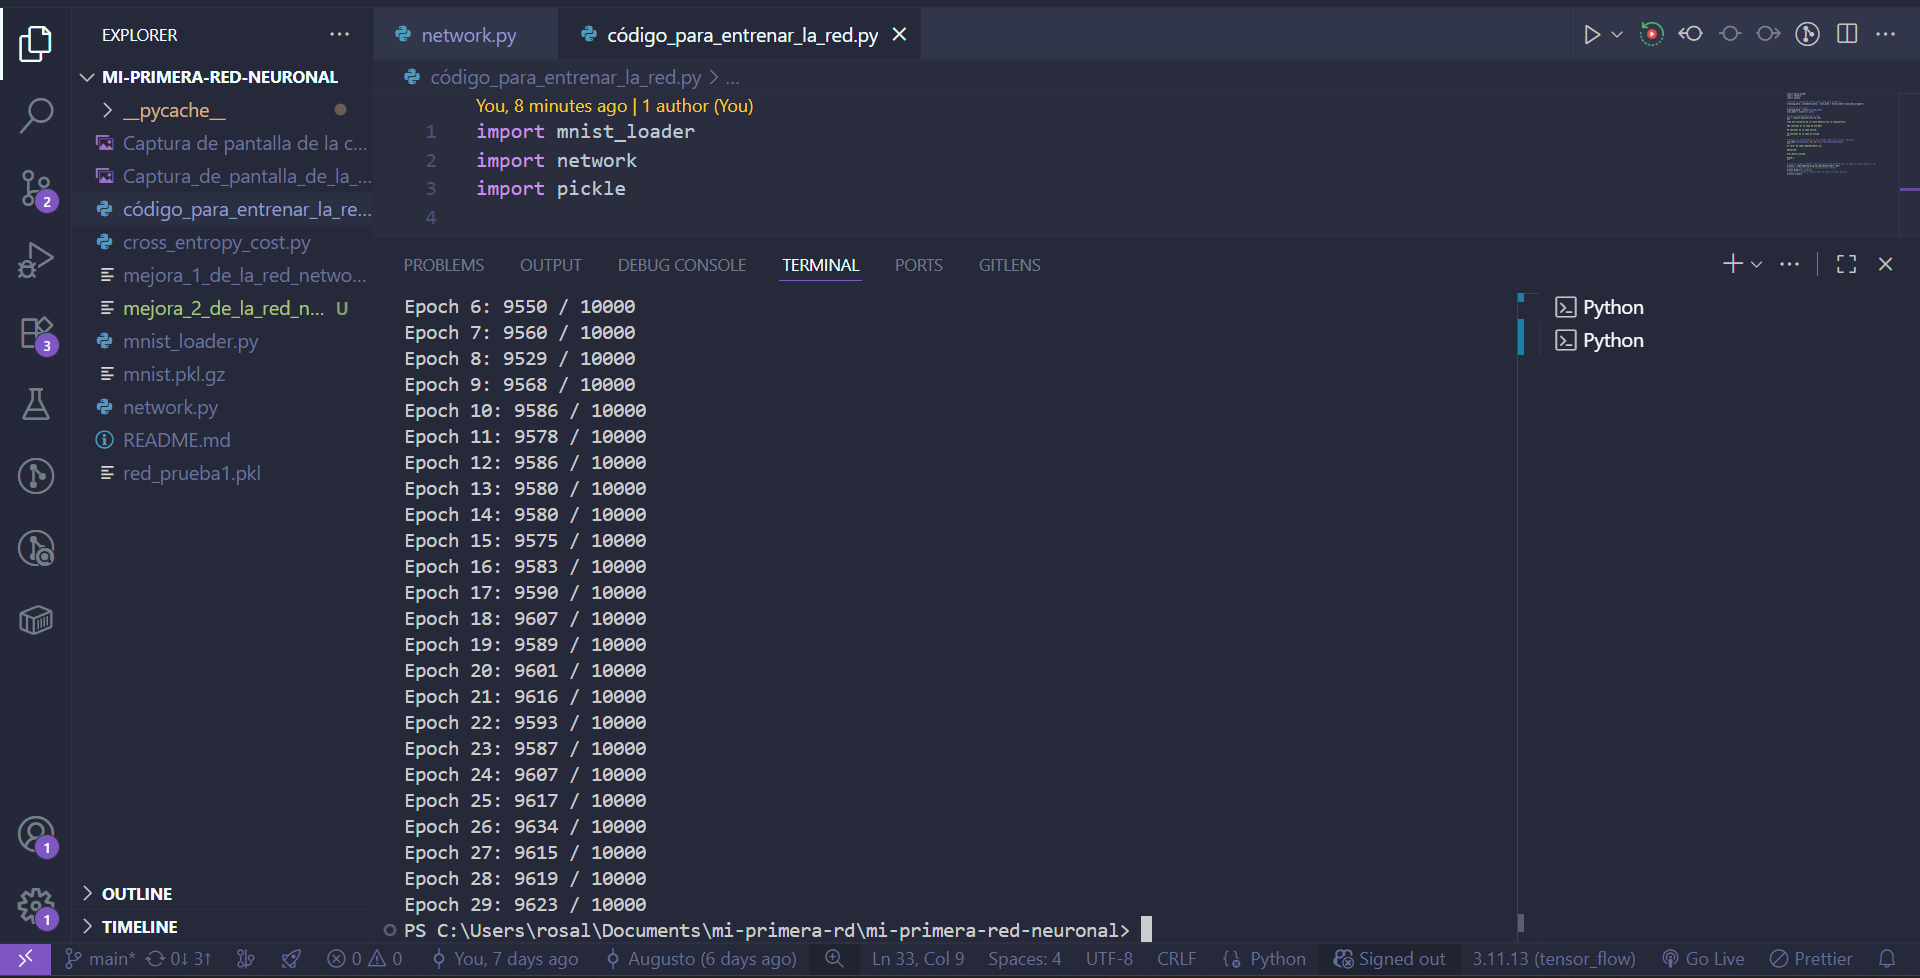 EXPLORER
MI-PRIMERA-RED-NEURONAL
__pycache__
Captura de pantalla de la c...
Captura_de_pantalla_de_la_...
código_para_entrenar_la_re...
cross_entropy_cost.py
mejora_1_de_la_red_netwo...
mejora_2_de_la_red_n... U
mnist_loader.py
mnist.pkl.gz
network.py
README.md
red_prueba1.pkl
OUTLINE
TIMELINE
2
3
1
1
network.py
código_para_entrenar_la_red.py
código_para_entrenar_la_red.py > ...
You, 8 minutes ago | 1 author (You)
1 import mnist_loader
2 import network
3 import pickle
4
PROBLEMS OUTPUT DEBUG CONSOLE TERMINAL PORTS GITLENS
Epoch 6: 9550 / 10000
Epoch 7: 9560 / 10000
Epoch 8: 9529 / 10000
Epoch 9: 9568 / 10000
Epoch 10: 9586 / 10000
Epoch 11: 9578 / 10000
Epoch 12: 9586 / 10000
Epoch 13: 9580 / 10000
Epoch 14: 9580 / 10000
Epoch 15: 9575 / 10000
Epoch 16: 9583 / 10000
Epoch 17: 9590 / 10000
Epoch 18: 9607 / 10000
Epoch 19: 9589 / 10000
Epoch 20: 9601 / 10000
Epoch 21: 9616 / 10000
Epoch 22: 9593 / 10000
Epoch 23: 9587 / 10000
Epoch 24: 9607 / 10000
Epoch 25: 9617 / 10000
Epoch 26: 9634 / 10000
Epoch 27: 9615 / 10000
Epoch 28: 9619 / 10000
Epoch 29: 9623 / 10000
PS C:\Users\rosal\Documents\mi-primera-rd\mi-primera-red-neuronal>
Python
Python
main* 0↓ 3↑ 0 0 You, 7 days ago Augusto (6 days ago) Ln 33, Col 9 Spaces: 4 UTF-8 CRLF {} Python Signed out 3.11.13 (tensor_flow) Go Live Prettier